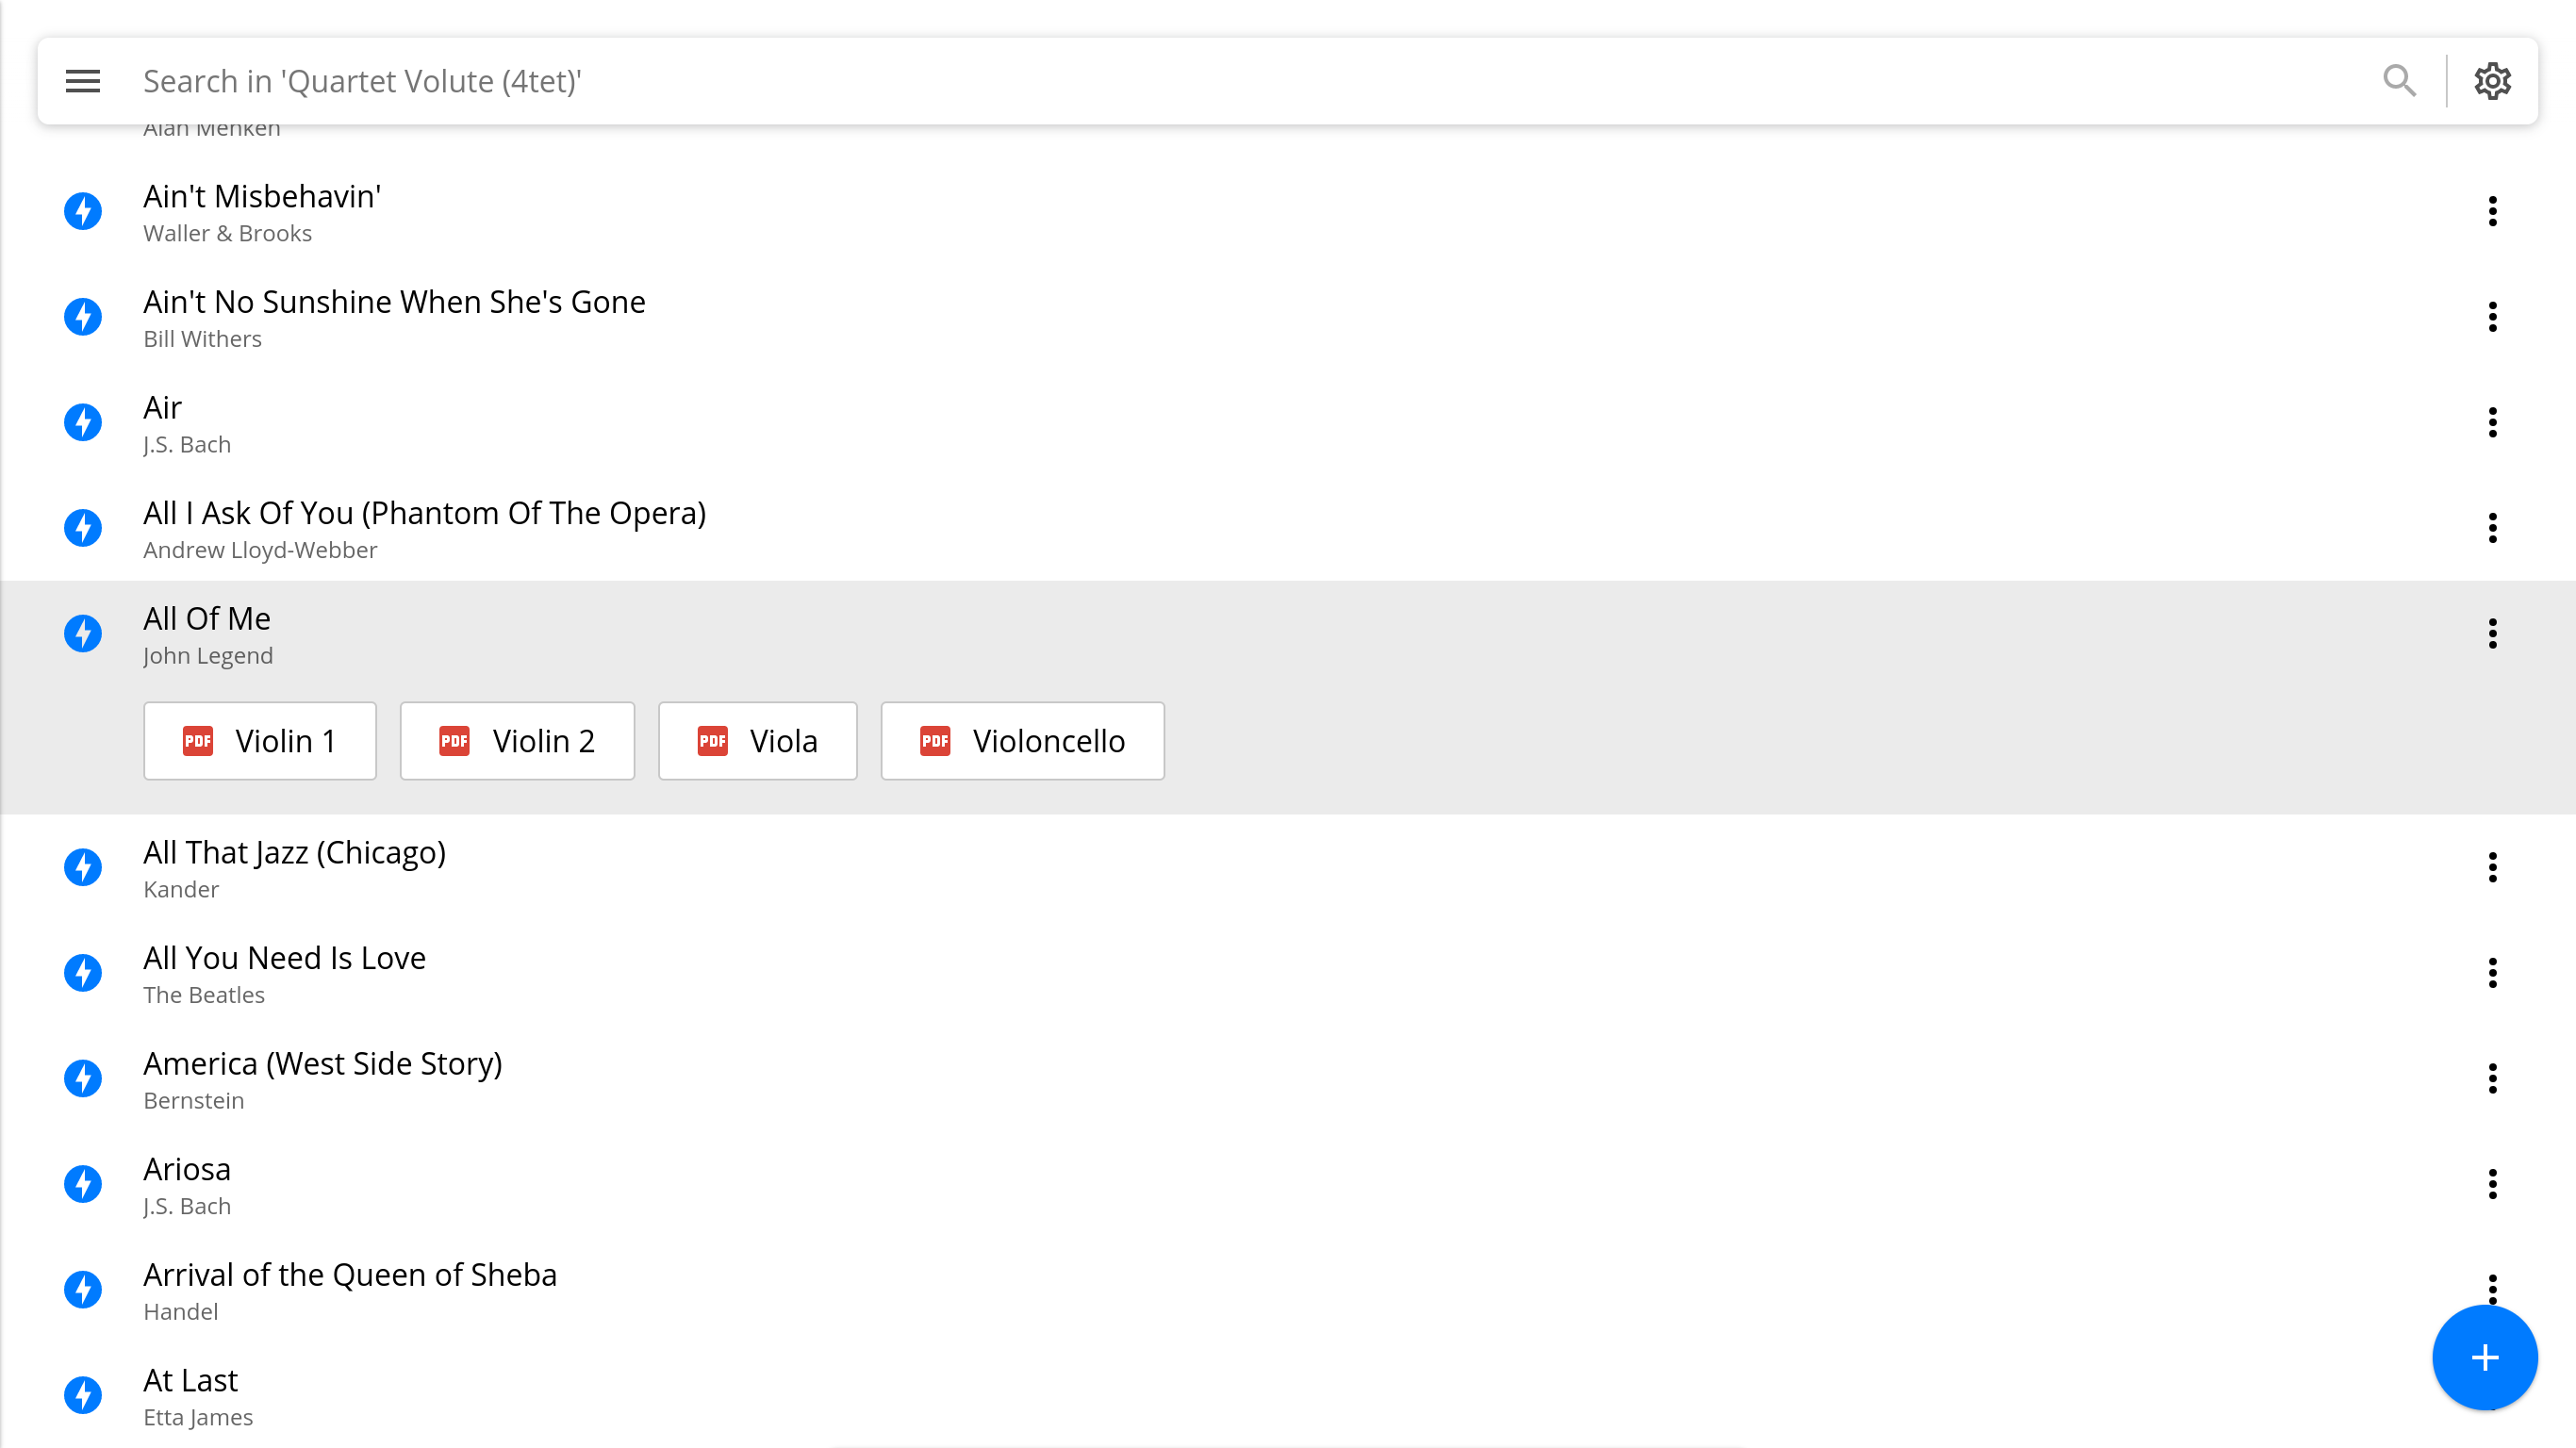 Search in 'Quartet Volute (4tet)'
Alan Menken
Ain't Misbehavin'
Waller & Brooks
Ain't No Sunshine When She's Gone
Bill Withers
Air
J.S. Bach
All I Ask Of You (Phantom Of The Opera)
Andrew Lloyd-Webber
All Of Me
John Legend
PDF Violin 1 PDF Violin 2 PDF Viola PDF Violoncello
All That Jazz (Chicago)
Kander
All You Need Is Love
The Beatles
America (West Side Story)
Bernstein
Ariosa
J.S. Bach
Arrival of the Queen of Sheba
Handel
At Last
Etta James